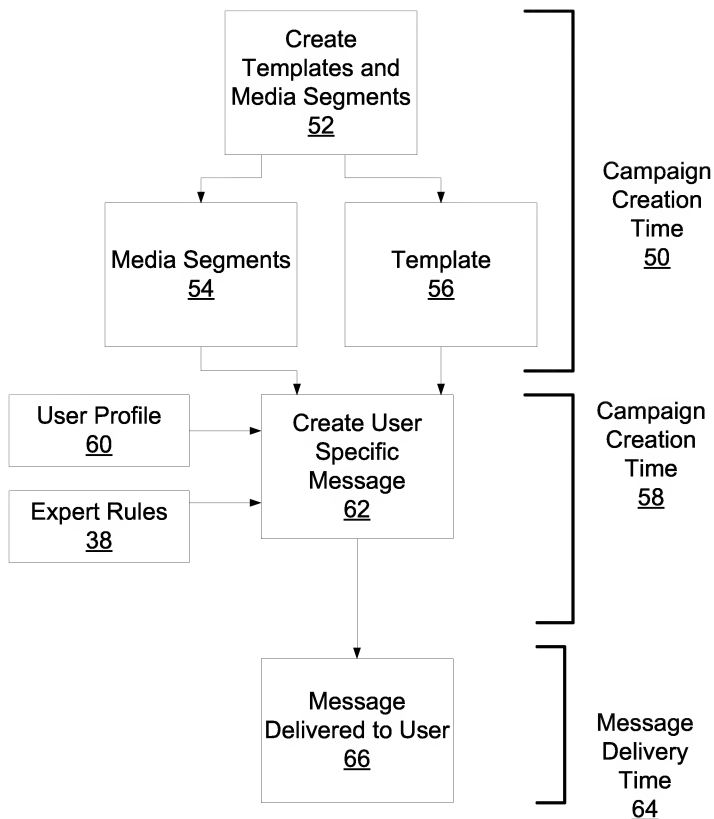 Create
Templates and
Media Segments
52
Campaign
Creation
Time
50
Media Segments
54
Template
56
User Profile
60
Expert Rules
38
Create User
Specific
Message
62
Campaign
Creation
Time
58
Message
Delivered to User
66
Message
Delivery
Time
64